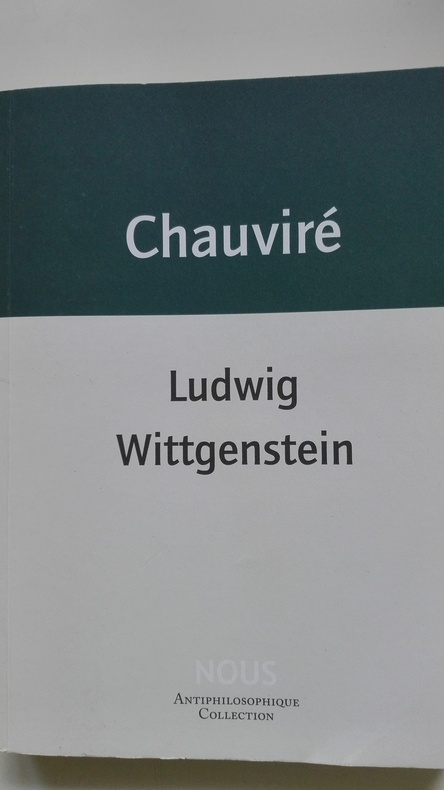 Chauviré
Ludwig
Wittgenstein
NOUS
Antiphilosophique
Collection